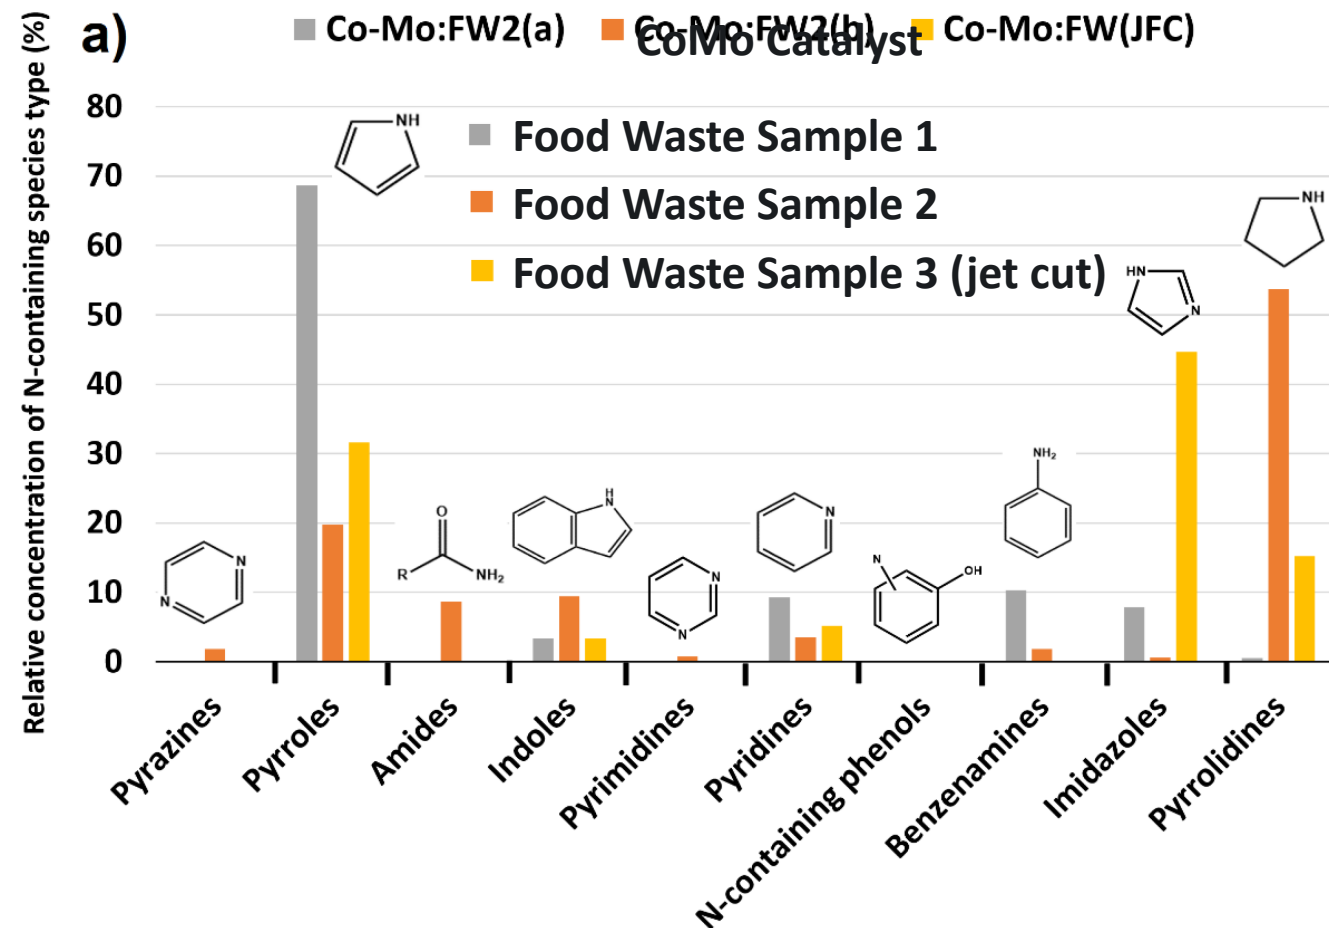 a)
Co-Mo:FW2(a) Co-Mo:FW2(b) Co-Mo:FW(JFC)
CoMo Catalyst
Relative concentration of N-containing species type (%)
Food Waste Sample 1
Food Waste Sample 2
Food Waste Sample 3 (jet cut)
80
70
60
50
40
30
20
10
0
NH
NH
HN
N
NH₂
O
R
NH₂
H
N
N
N
N
N
N
N
OH
Pyrazines
Pyrroles
Amides
Indoles
Pyrimidines
Pyridines
N-containing phenols
Benzenamines
Imidazoles
Pyrrolidines